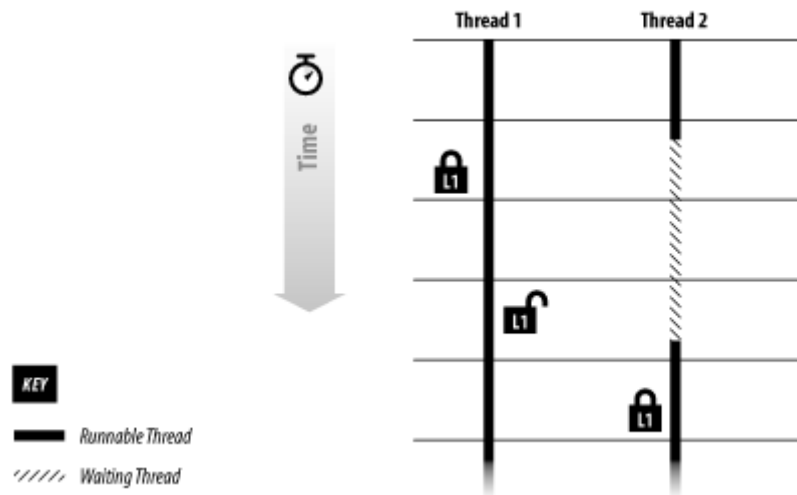 Thread 1 Thread 2
Time
L1
L1
L1
KEY
Runnable Thread
Waiting Thread